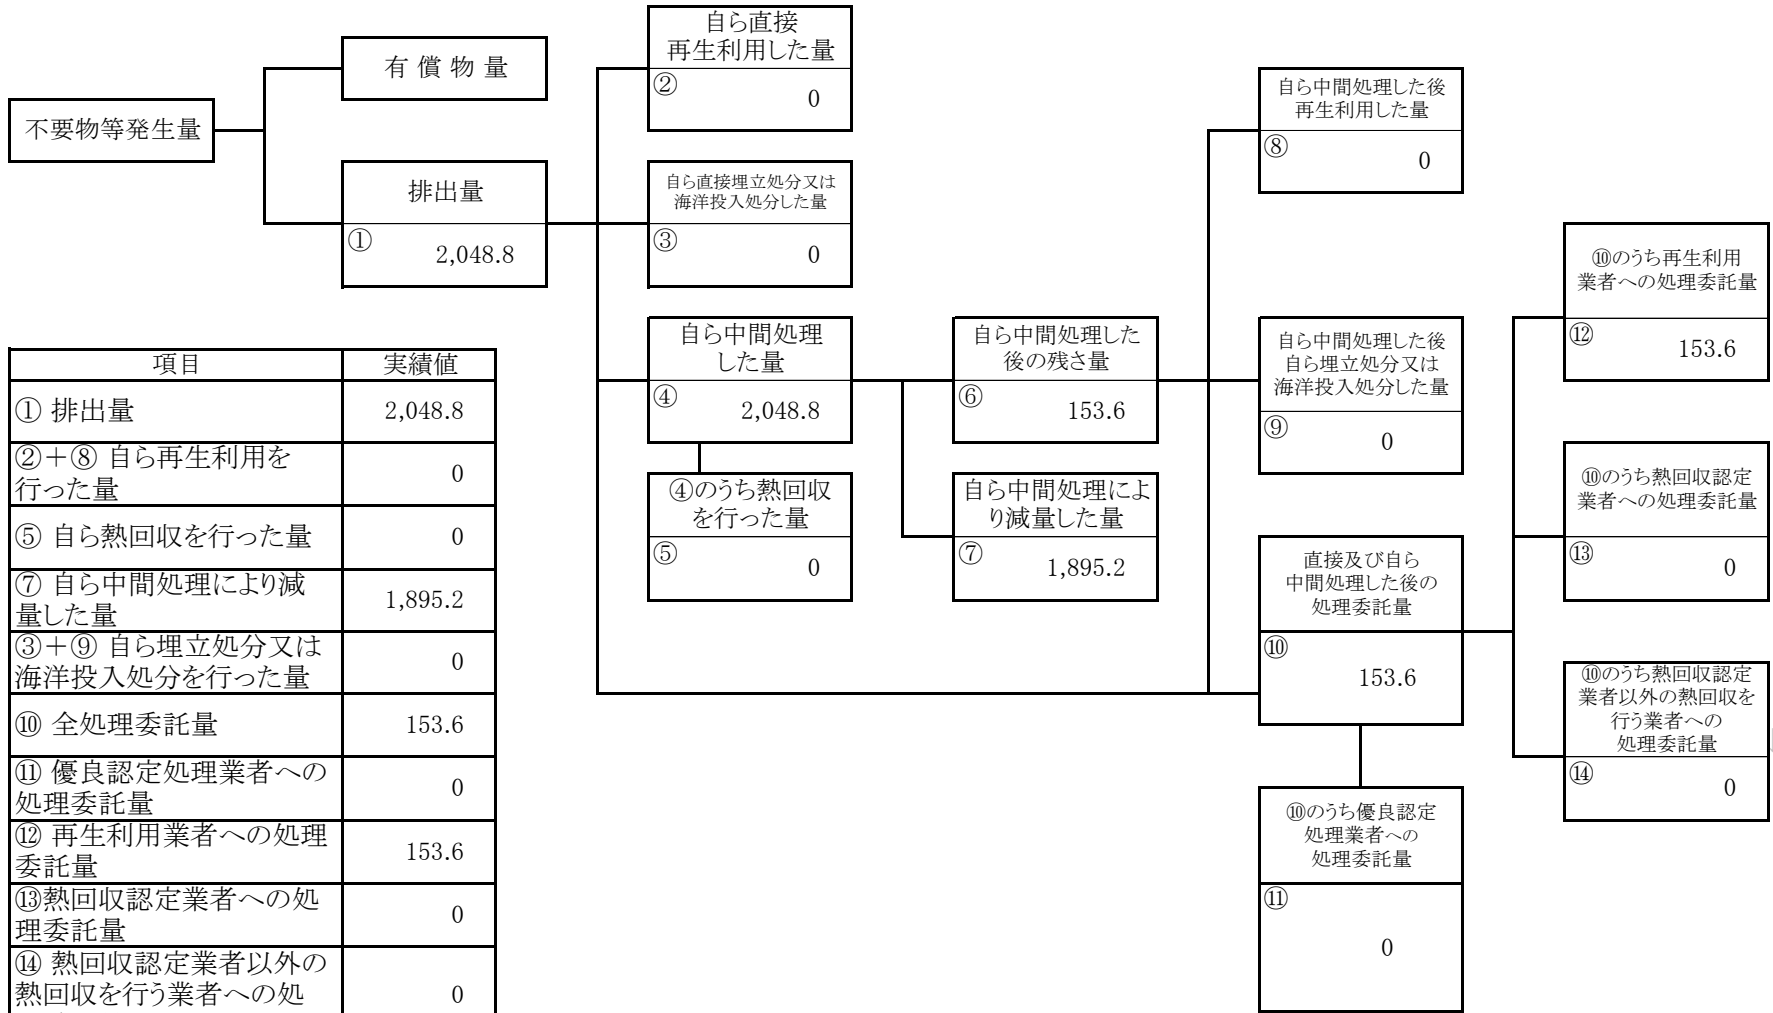 不要物等発生量
有 償 物 量
排出量
①
2,048.8
自ら直接
再生利用した量
②
0
自ら直接埋立処分又は
海洋投入処分した量
③
0
自ら中間処理
した量
④
2,048.8
④のうち熱回収
を行った量
⑤
0
自ら中間処理した
後の残さ量
⑥
153.6
自ら中間処理によ
り減量した量
⑦
1,895.2
自ら中間処理した後
再生利用した量
⑧
0
自ら中間処理した後
自ら埋立処分又は
海洋投入処分した量
⑨
0
直接及び自ら
中間処理した後の
処理委託量
⑩
153.6
⑩のうち優良認定
処理業者への
処理委託量
⑪
0
⑩のうち再生利用
業者への処理委託量
⑫
153.6
⑩のうち熱回収認定
業者への処理委託量
⑬
0
⑩のうち熱回収認定
業者以外の熱回収を
行う業者への
処理委託量
⑭
0
項目 実績値
① 排出量 2,048.8
②＋⑧ 自ら再生利用を
行った量 0
⑤ 自ら熱回収を行った量 0
⑦ 自ら中間処理により減
量した量 1,895.2
③＋⑨ 自ら埋立処分又は
海洋投入処分を行った量 0
⑩ 全処理委託量 153.6
⑪ 優良認定処理業者への
処理委託量 0
⑫ 再生利用業者への処理
委託量 153.6
⑬熱回収認定業者への処
理委託量 0
⑭ 熱回収認定業者以外の
熱回収を行う業者への処 0